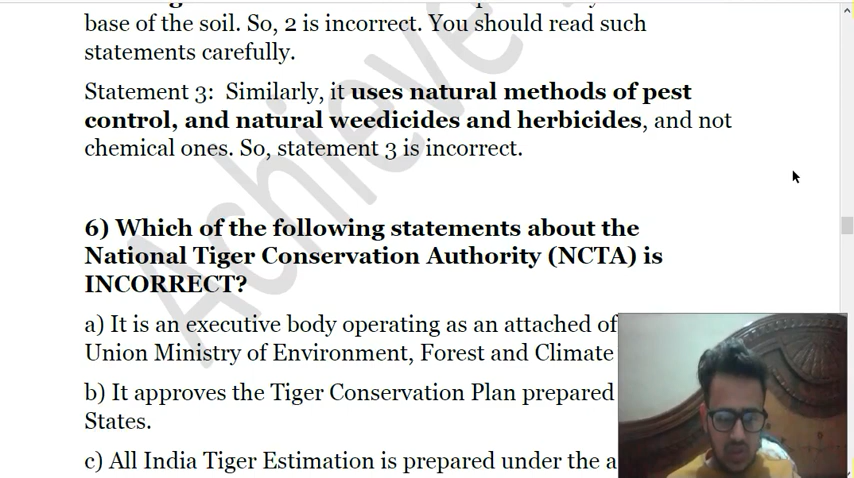 base of the soil. So, 2 is incorrect. You should read such
statements carefully.
Statement 3: Similarly, it uses natural methods of pest
control, and natural weedicides and herbicides, and not
chemical ones. So, statement 3 is incorrect.
6) Which of the following statements about the
National Tiger Conservation Authority (NCTA) is
INCORRECT?
a) It is an executive body operating as an attached of
Union Ministry of Environment, Forest and Climate
b) It approves the Tiger Conservation Plan prepared
States.
c) All India Tiger Estimation is prepared under the a
Achieve